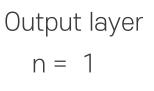 Output layer
n = 1